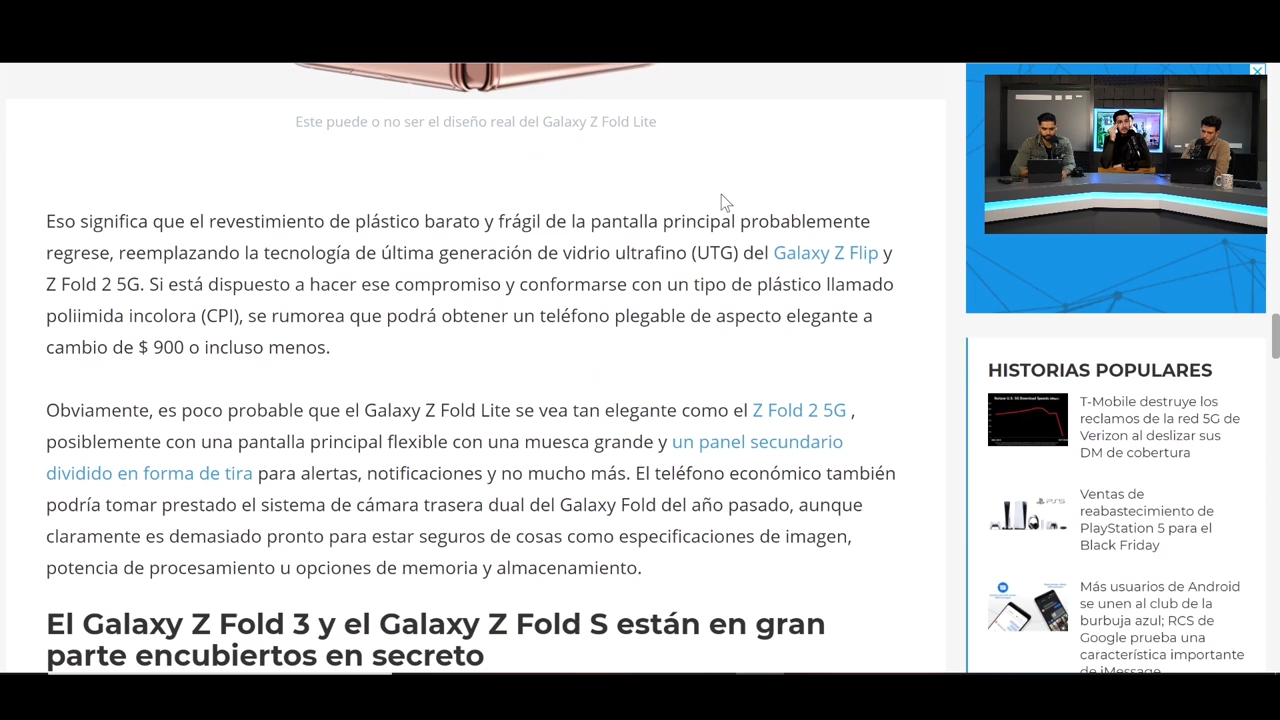 Este puede o no ser el diseño real del Galaxy Z Fold Lite
Eso significa que el revestimiento de plástico barato y frágil de la pantalla principal probablemente
regrese, reemplazando la tecnología de última generación de vidrio ultrafino (UTG) del Galaxy Z Flip y
Z Fold 2 5G. Si está dispuesto a hacer ese compromiso y conformarse con un tipo de plástico llamado
poliimida incolora (CPI), se rumorea que podrá obtener un teléfono plegable de aspecto elegante a
cambio de $ 900 o incluso menos.
Obviamente, es poco probable que el Galaxy Z Fold Lite se vea tan elegante como el Z Fold 2 5G ,
posiblemente con una pantalla principal flexible con una muesca grande y un panel secundario
dividido en forma de tira para alertas, notificaciones y no mucho más. El teléfono económico también
podría tomar prestado el sistema de cámara trasera dual del Galaxy Fold del año pasado, aunque
claramente es demasiado pronto para estar seguros de cosas como especificaciones de imagen,
potencia de procesamiento u opciones de memoria y almacenamiento.
El Galaxy Z Fold 3 y el Galaxy Z Fold S están en gran
parte encubiertos en secreto
HISTORIAS POPULARES
T-Mobile destruye los
reclamos de la red 5G de
Verizon al deslizar sus
DM de cobertura
Ventas de
reabastecimiento de
PlayStation 5 para el
Black Friday
Más usuarios de Android
se unen al club de la
burbuja azul; RCS de
Google prueba una
característica importante
de iMessage